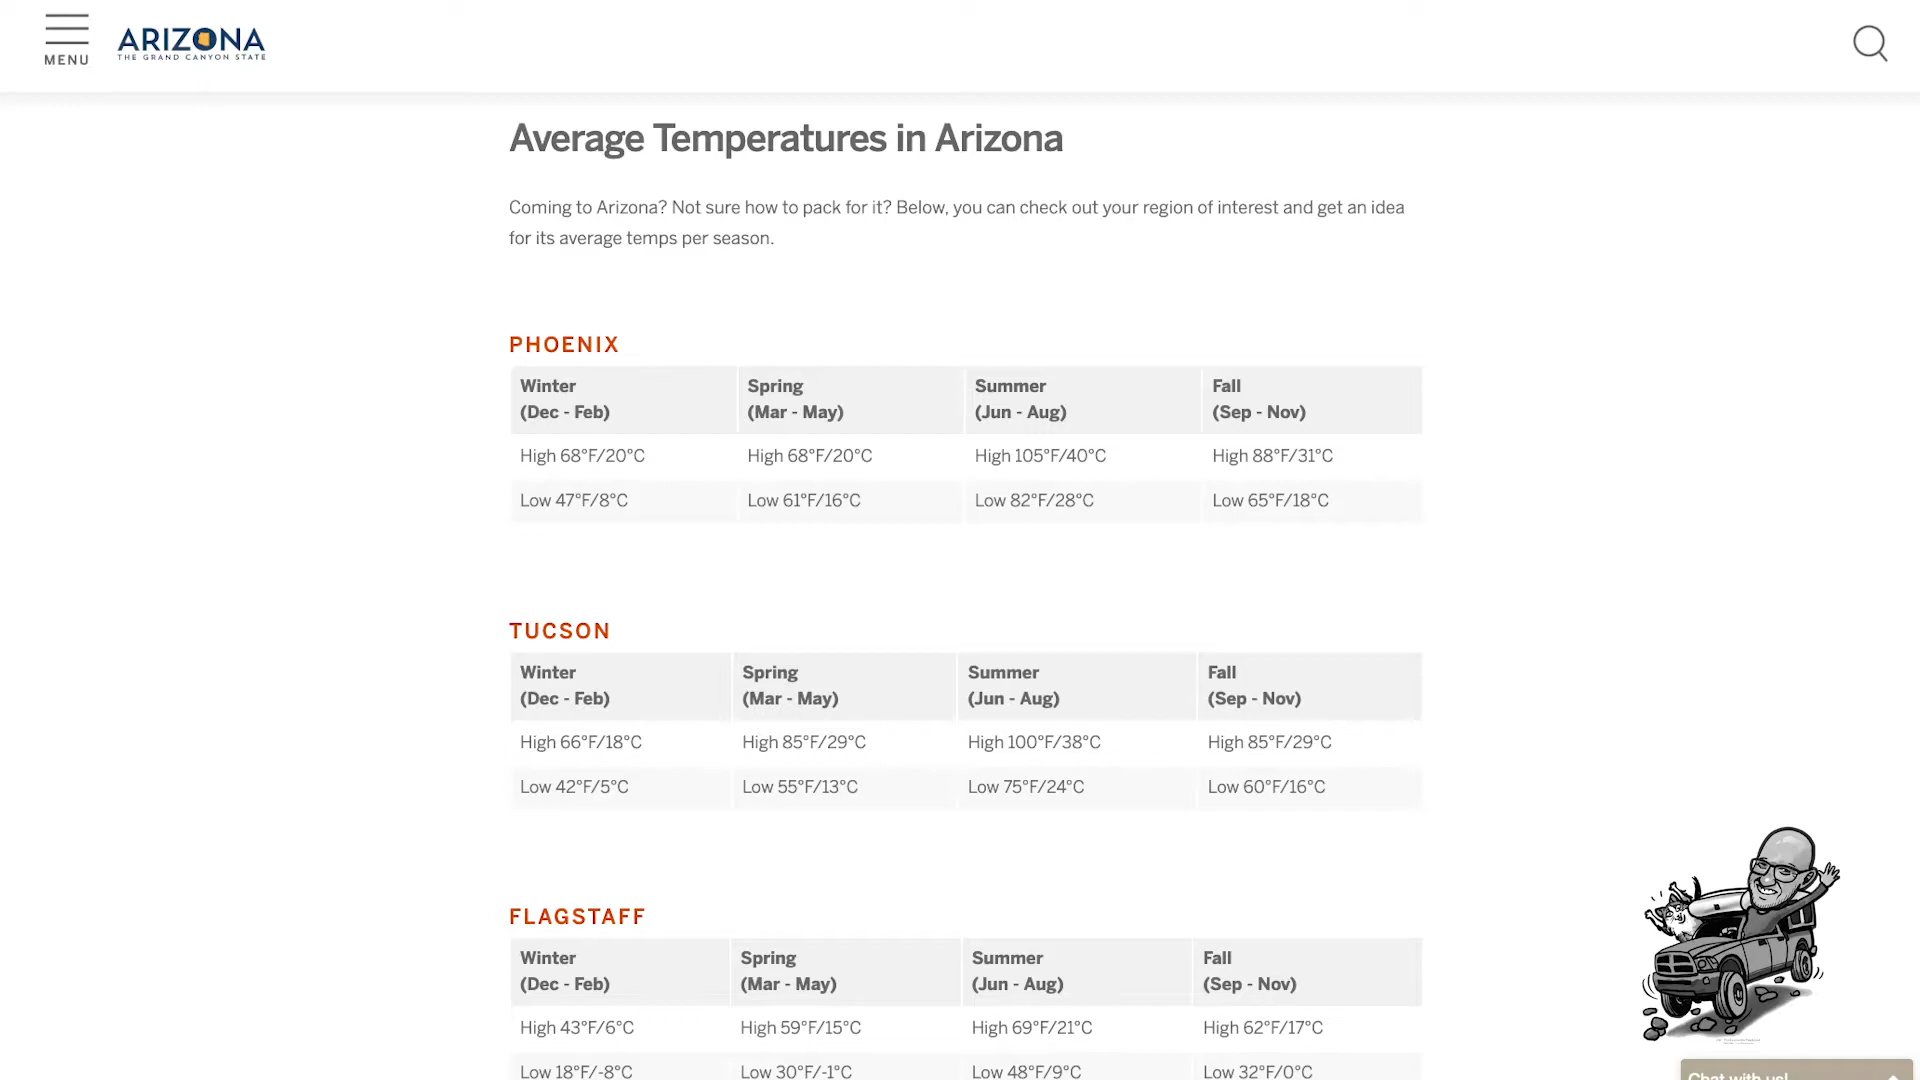 MENU
ARIZONA
THE GRAND CANYON STATE
Average Temperatures in Arizona
Coming to Arizona? Not sure how to pack for it? Below, you can check out your region of interest and get an idea
for its average temps per season.
PHOENIX
Winter Spring Summer Fall
(Dec - Feb) (Mar - May) (Jun - Aug) (Sep - Nov)
High 68°F/20°C High 68°F/20°C High 105°F/40°C High 88°F/31°C
Low 47°F/8°C Low 61°F/16°C Low 82°F/28°C Low 65°F/18°C
TUCSON
Winter Spring Summer Fall
(Dec - Feb) (Mar - May) (Jun - Aug) (Sep - Nov)
High 66°F/18°C High 85°F/29°C High 100°F/38°C High 85°F/29°C
Low 42°F/5°C Low 55°F/13°C Low 75°F/24°C Low 60°F/16°C
FLAGSTAFF
Winter Spring Summer Fall
(Dec - Feb) (Mar - May) (Jun - Aug) (Sep - Nov)
High 43°F/6°C High 59°F/15°C High 69°F/21°C High 62°F/17°C
Low 18°F/-8°C Low 30°F/-1°C Low 48°F/9°C Low 32°F/0°C
Chat with us!